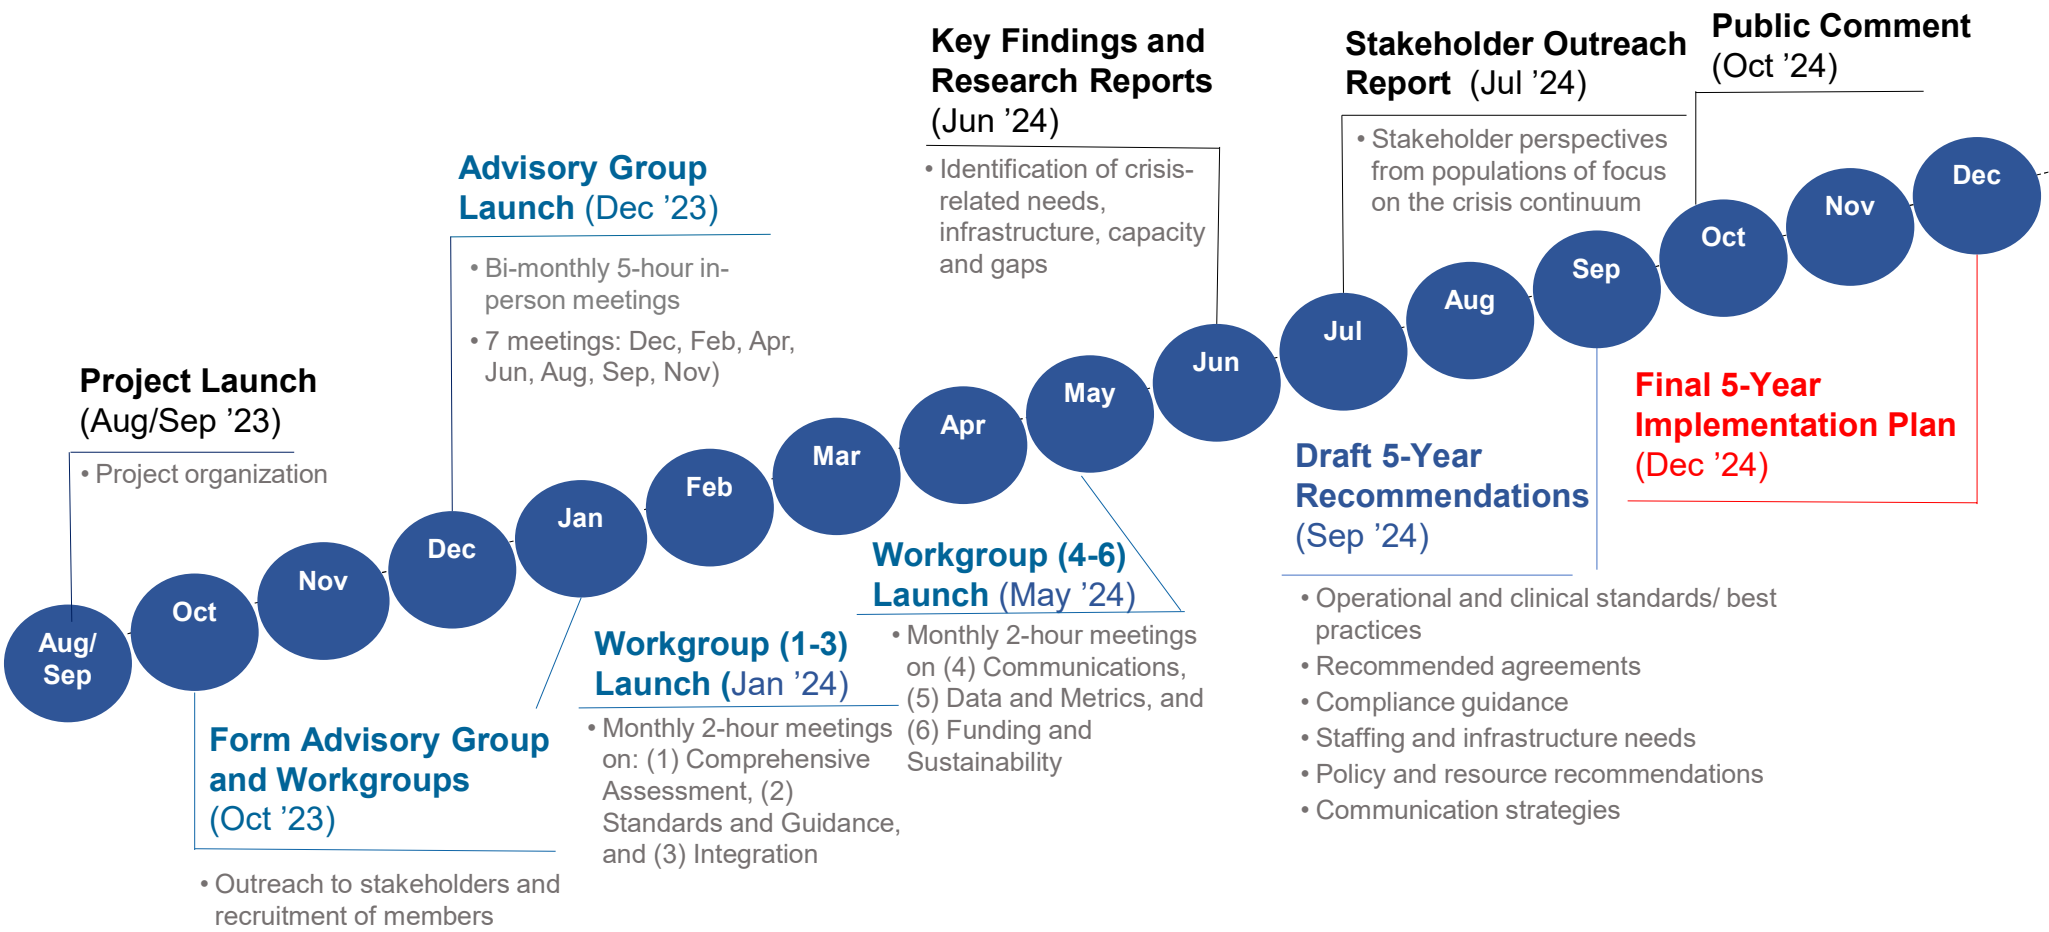 Project Launch
(Aug/Sep ’23)
• Project organization
Form Advisory Group
and Workgroups
(Oct ’23)
• Outreach to stakeholders and
recruitment of members
Advisory Group
Launch (Dec ’23)
• Bi-monthly 5-hour in-
person meetings
• 7 meetings: Dec, Feb, Apr,
Jun, Aug, Sep, Nov)
Workgroup (1-3)
Launch (Jan ’24)
• Monthly 2-hour meetings
on: (1) Comprehensive
Assessment, (2)
Standards and Guidance,
and (3) Integration
Workgroup (4-6)
Launch (May ’24)
• Monthly 2-hour meetings
on (4) Communications,
(5) Data and Metrics, and
(6) Funding and
Sustainability
Key Findings and
Research Reports
(Jun ’24)
• Identification of crisis-
related needs,
infrastructure, capacity
and gaps
Stakeholder Outreach
Report (Jul ’24)
• Stakeholder perspectives
from populations of focus
on the crisis continuum
Draft 5-Year
Recommendations
(Sep ’24)
• Operational and clinical standards/ best
practices
• Recommended agreements
• Compliance guidance
• Staffing and infrastructure needs
• Policy and resource recommendations
• Communication strategies
Public Comment
(Oct ’24)
Final 5-Year
Implementation Plan
(Dec ’24)
Aug/
Sep
Oct
Nov
Dec
Jan
Feb
Mar
Apr
May
Jun
Jul
Aug
Sep
Oct
Nov
Dec